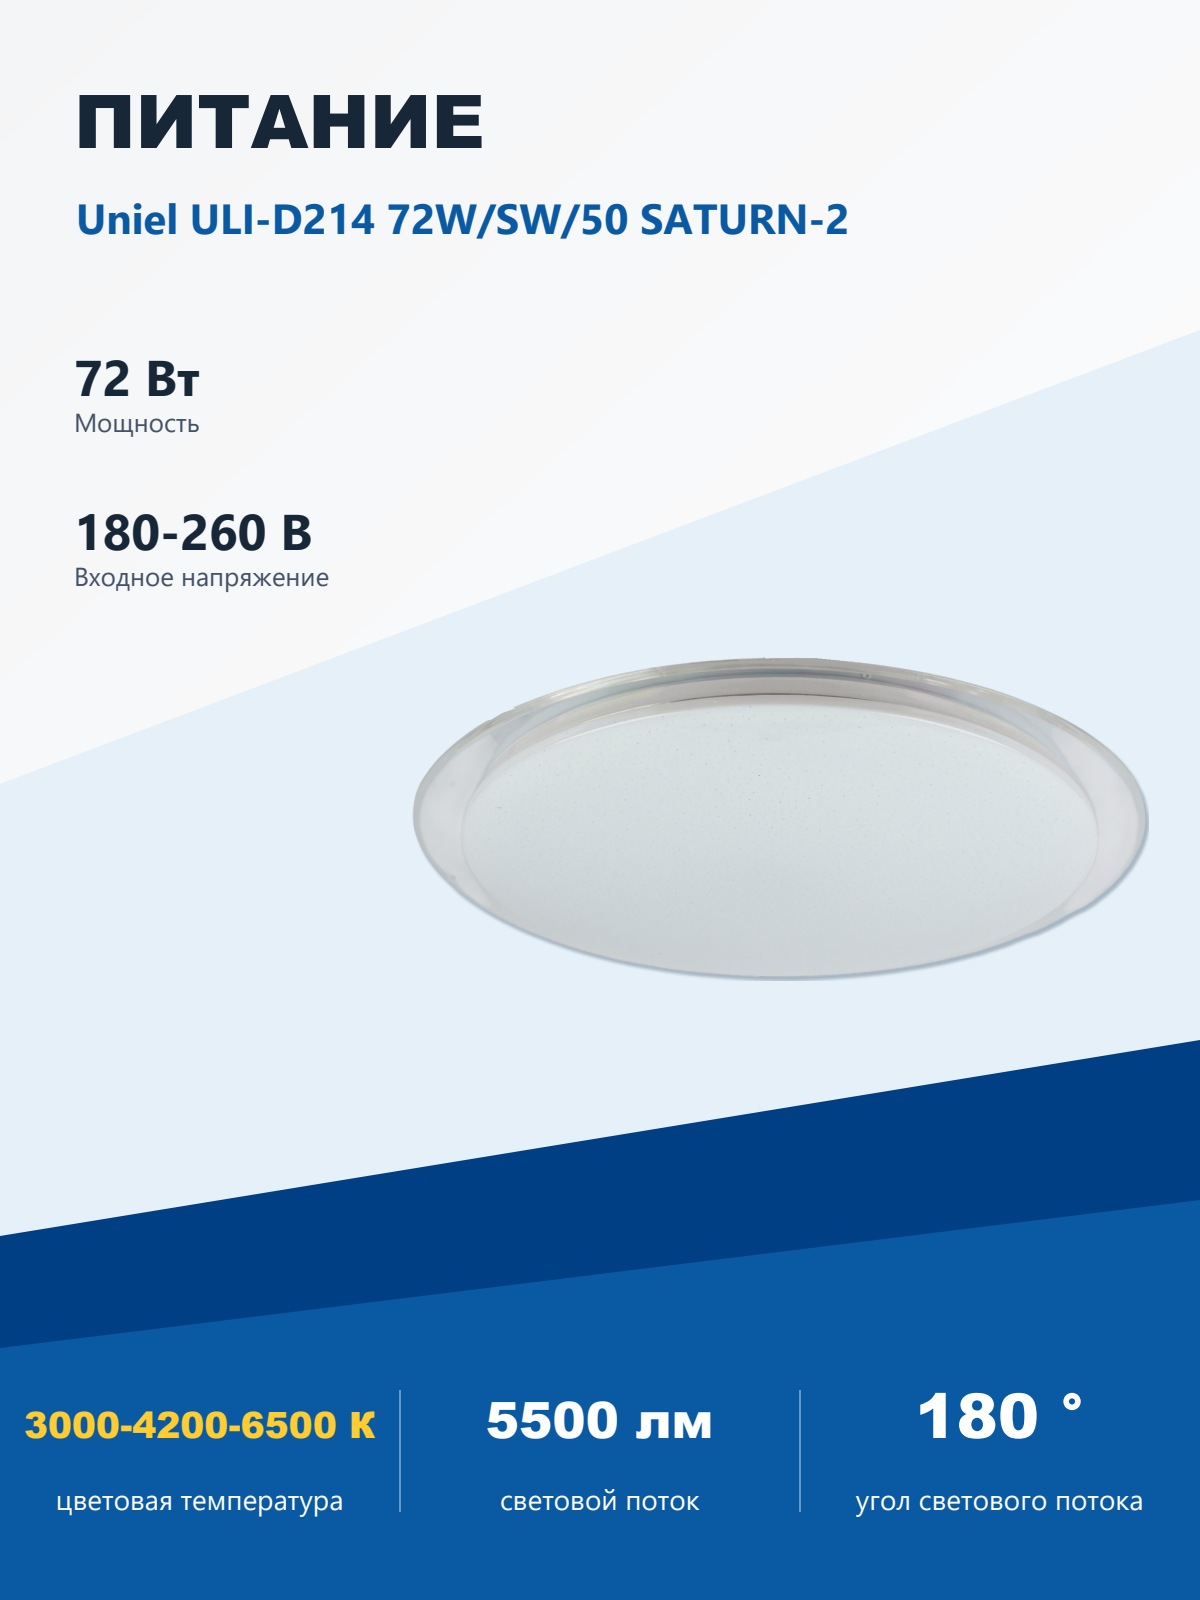 ПИТАНИЕ
Uniel ULI-D214 72W/SW/50 SATURN-2
72 Вт
Мощность
180-260 В
Входное напряжение
3000-4200-6500 К
цветовая температура
5500 лм
световой поток
180 °
угол светового потока